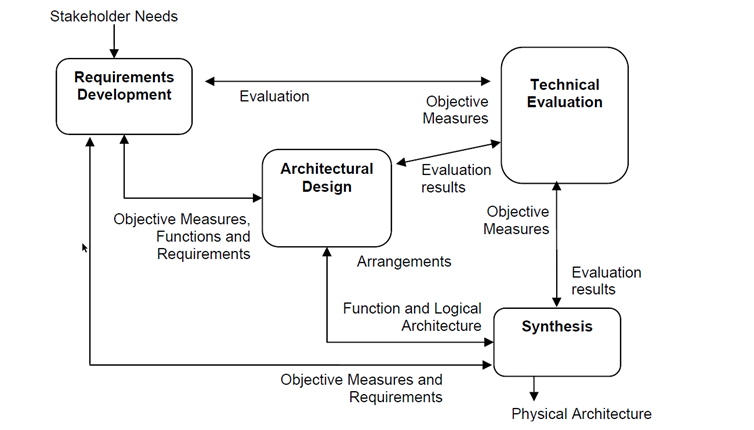 Stakeholder Needs
Requirements
Development
Technical
Evaluation
Evaluation
Objective
Measures
Architectural
Design
Evaluation
results
Objective Measures,
Functions and
Requirements
Objective
Measures
Arrangements
Evaluation
results
Function and Logical
Architecture
Synthesis
Objective Measures and
Requirements
Physical Architecture